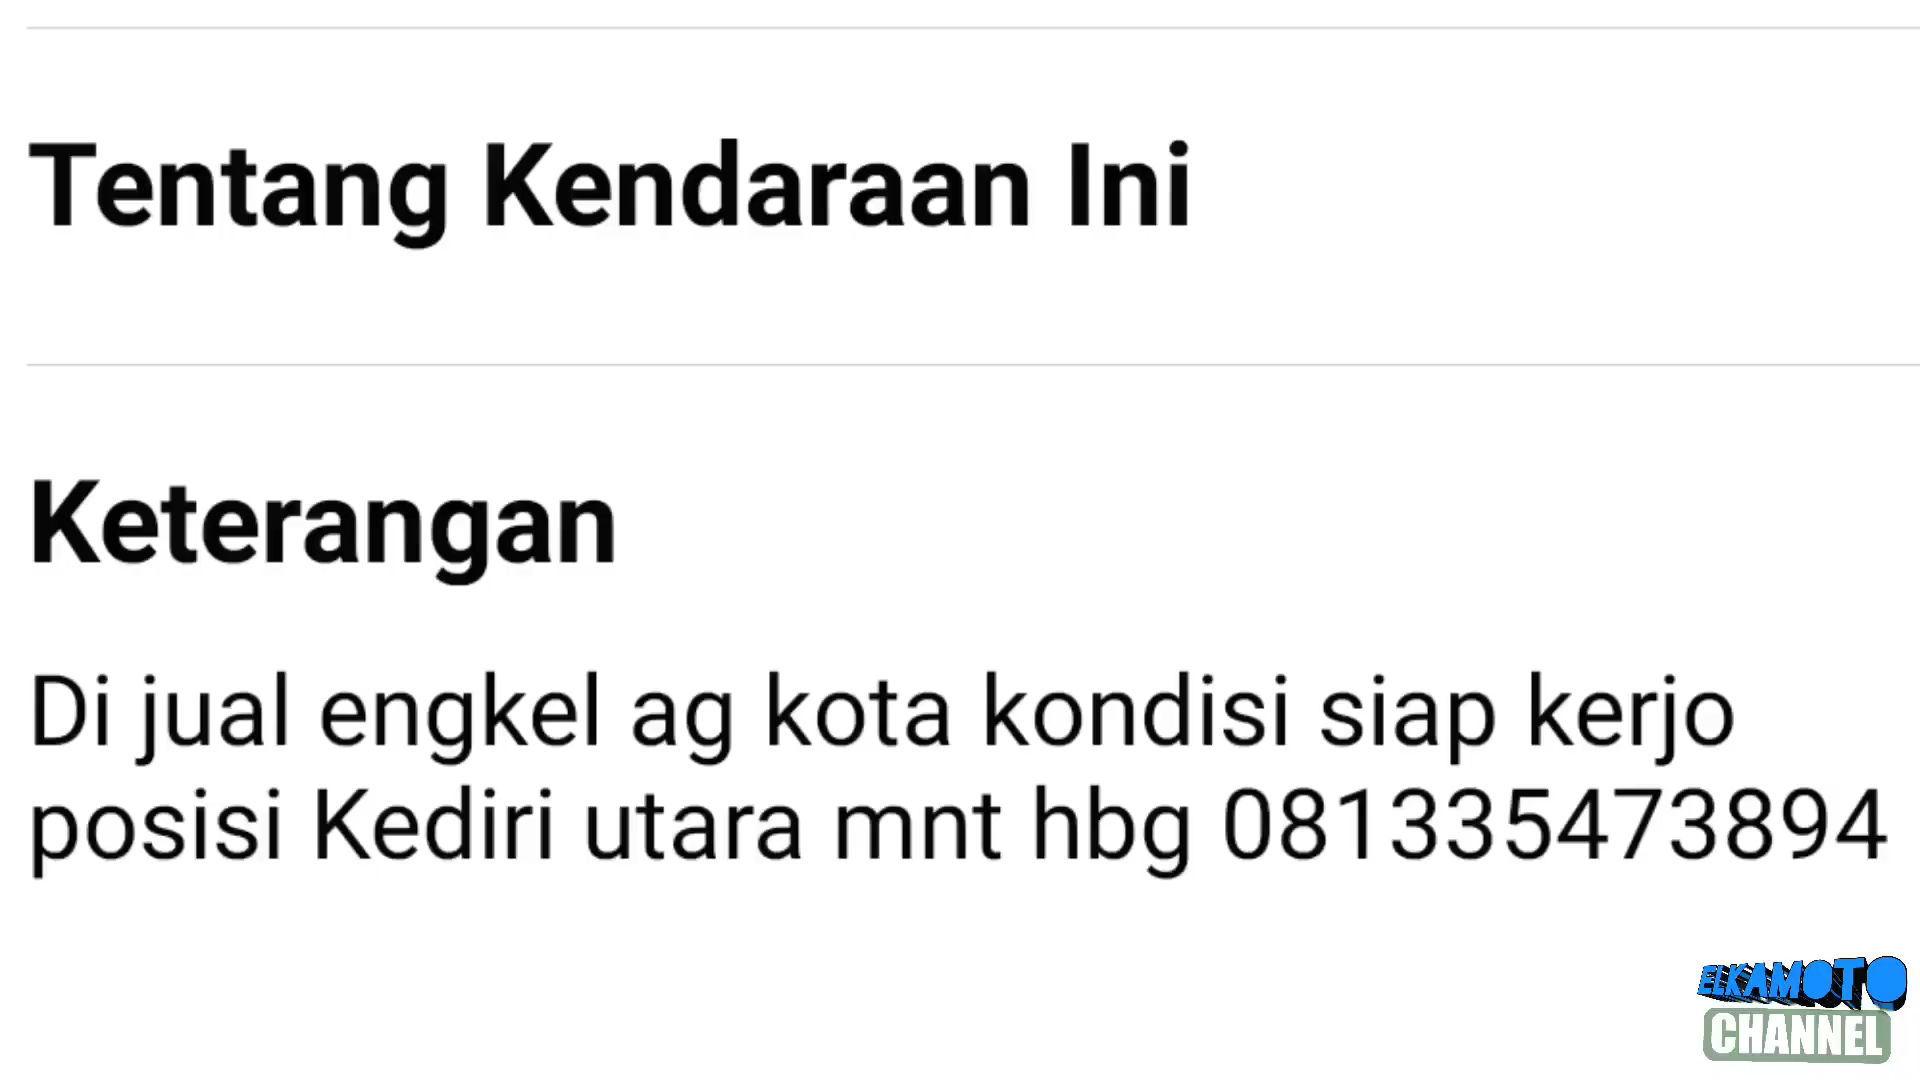 Tentang Kendaraan Ini
Keterangan
Di jual engkel ag kota kondisi siap kerjo
posisi Kediri utara mnt hbg 081335473894
ELKAMOTO
CHANNEL